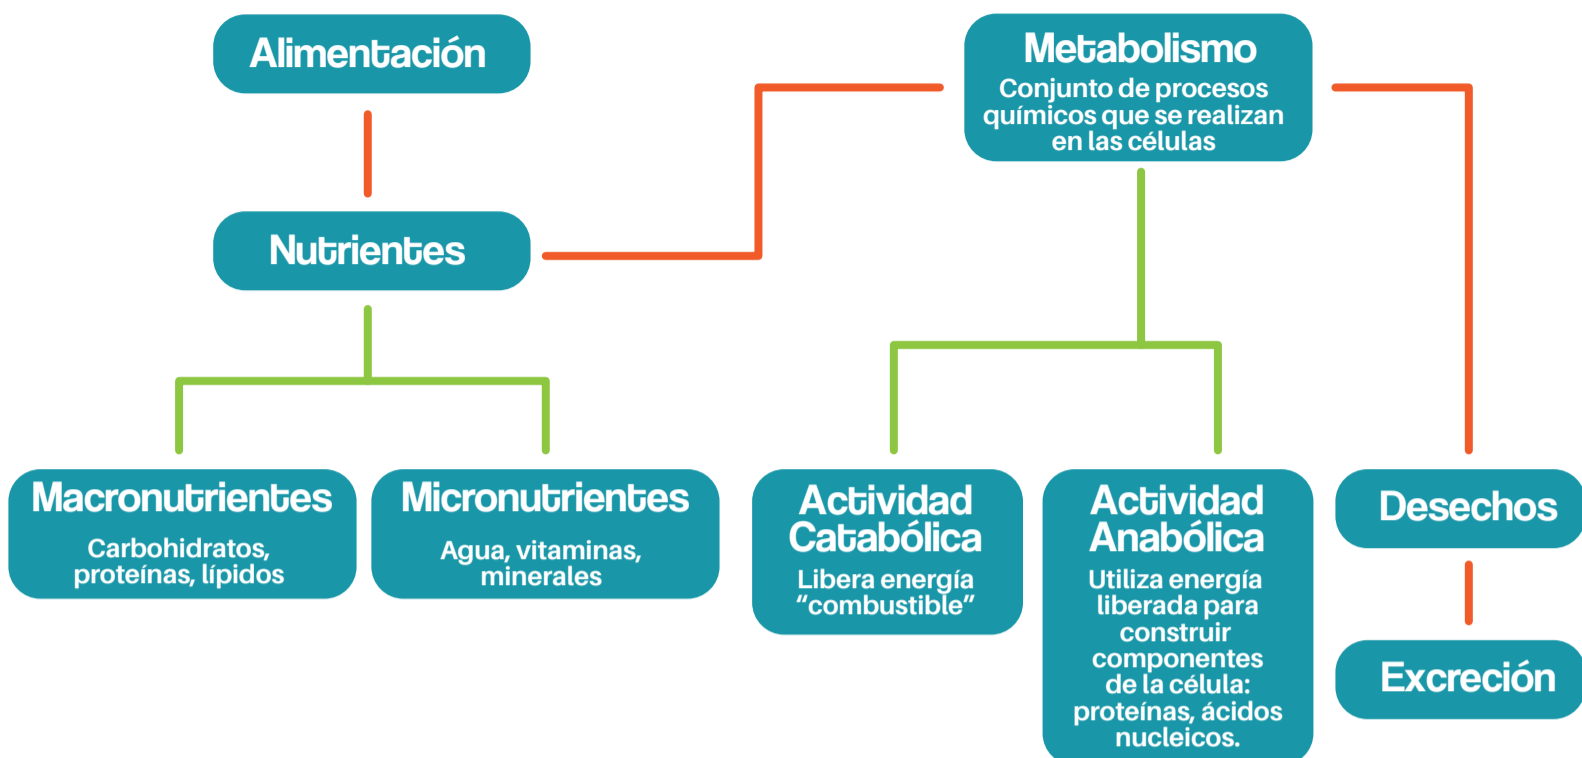 Alimentación
Nutrientes
Macronutrientes
Carbohidratos,
proteínas, lípidos
Micronutrientes
Agua, vitaminas,
minerales
Metabolismo
Conjunto de procesos
químicos que se realizan
en las células
Actividad
Catabólica
Libera energía
“combustible”
Actividad
Anabólica
Utiliza energía
liberada para
construir
componentes
de la célula:
proteínas, ácidos
nucleicos.
Desechos
Excreción